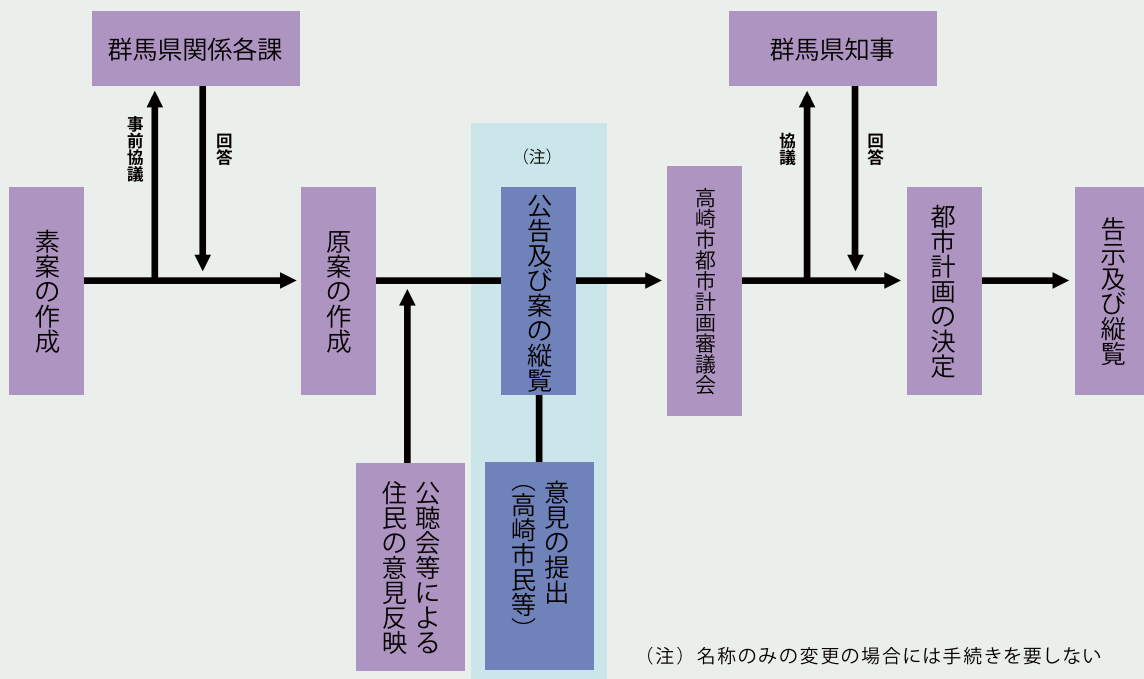 群馬県関係各課
群馬県知事
事前協議
回答
協議
回答
（注）
素案の作成
原案の作成
公告及び案の縦覧
高崎市都市計画審議会
都市計画の決定
告示及び縦覧
公聴会等による
住民の意見反映
意見の提出
（高崎市民等）
（注）名称のみの変更の場合には手続きを要しない